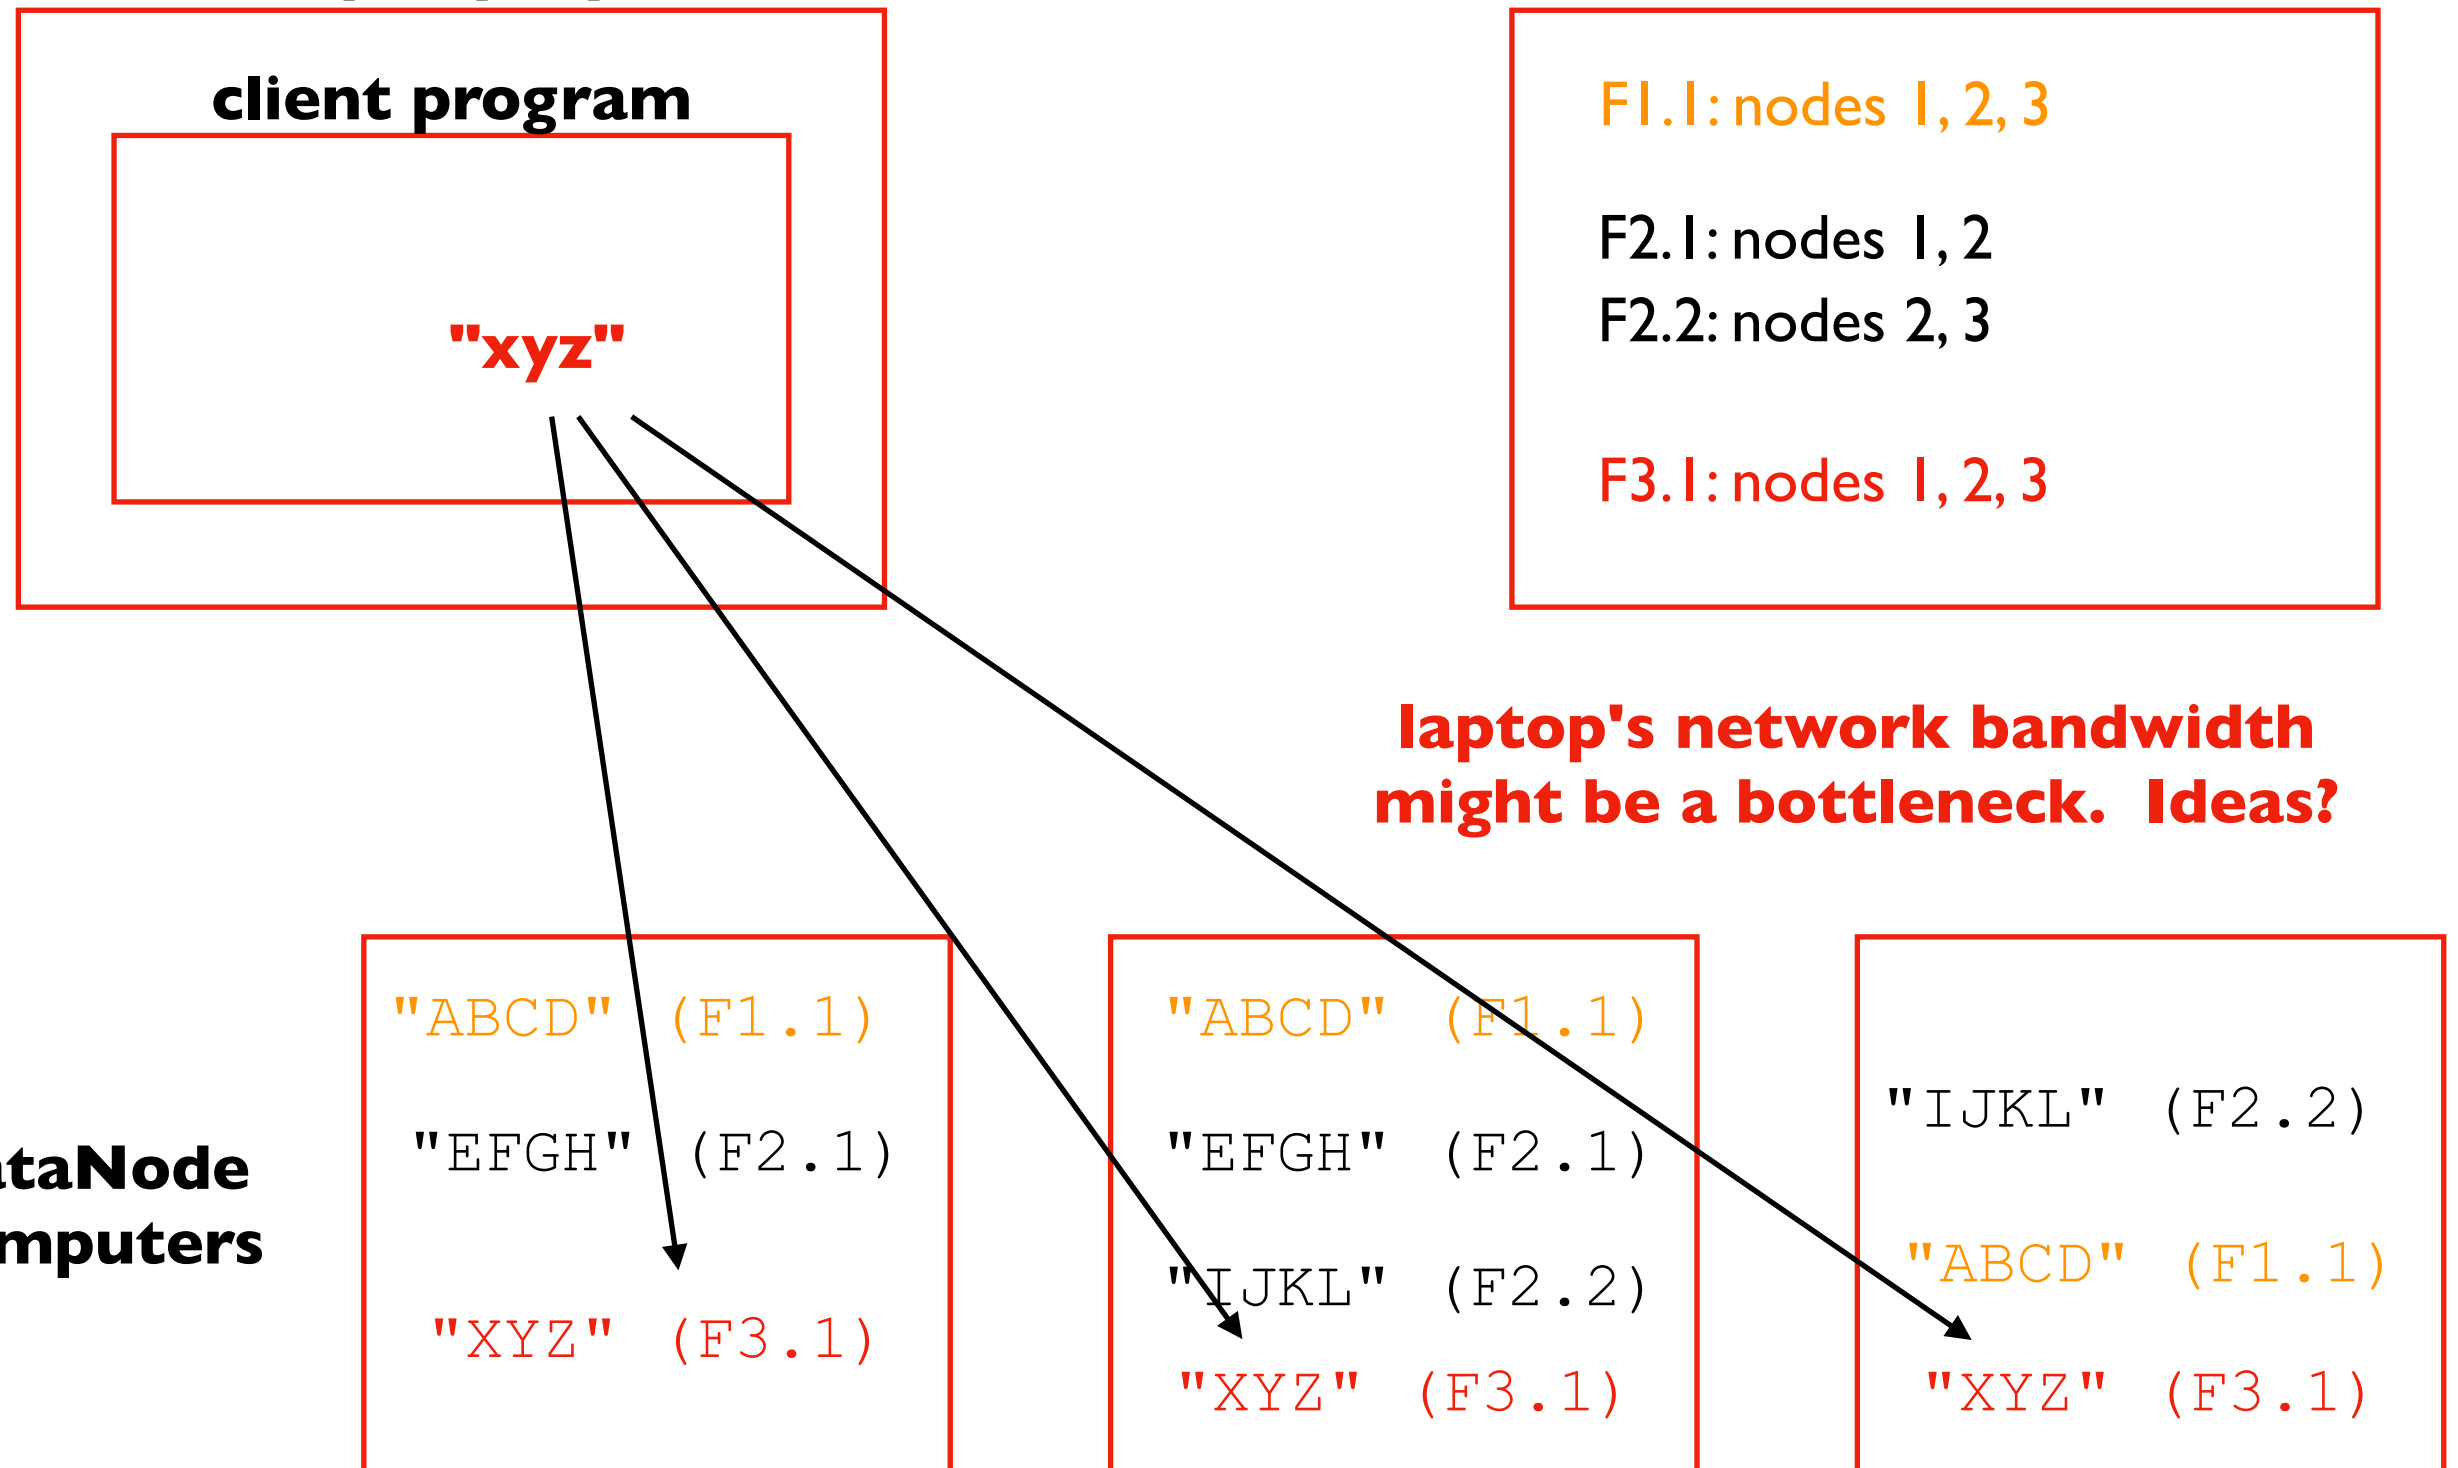 client program
"xyz"
F1.1: nodes 1, 2, 3
F2.1: nodes 1, 2
F2.2: nodes 2, 3
F3.1: nodes 1, 2, 3
laptop's network bandwidth
might be a bottleneck.  Ideas?
"ABCD" (F1.1)
"EFGH" (F2.1)
"XYZ" (F3.1)
"ABCD" (F1.1)
"EFGH" (F2.1)
"IJKL" (F2.2)
"XYZ" (F3.1)
"IJKL" (F2.2)
"ABCD" (F1.1)
"XYZ" (F3.1)
taNode
mputers